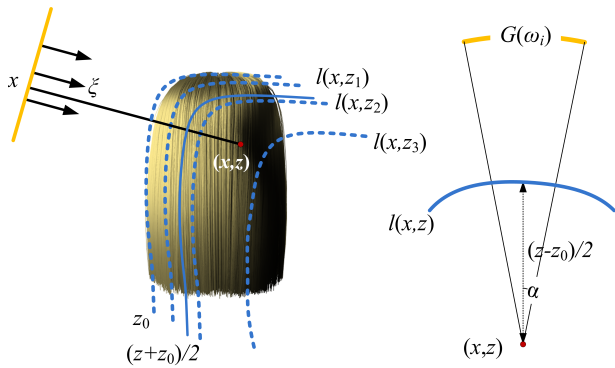 x
ξ
l(x,z₁)
l(x,z₂)
l(x,z₃)
(x,z)
z₀
(z+z₀)/2
G(ωᵢ)
l(x,z)
(z-z₀)/2
α
(x,z)